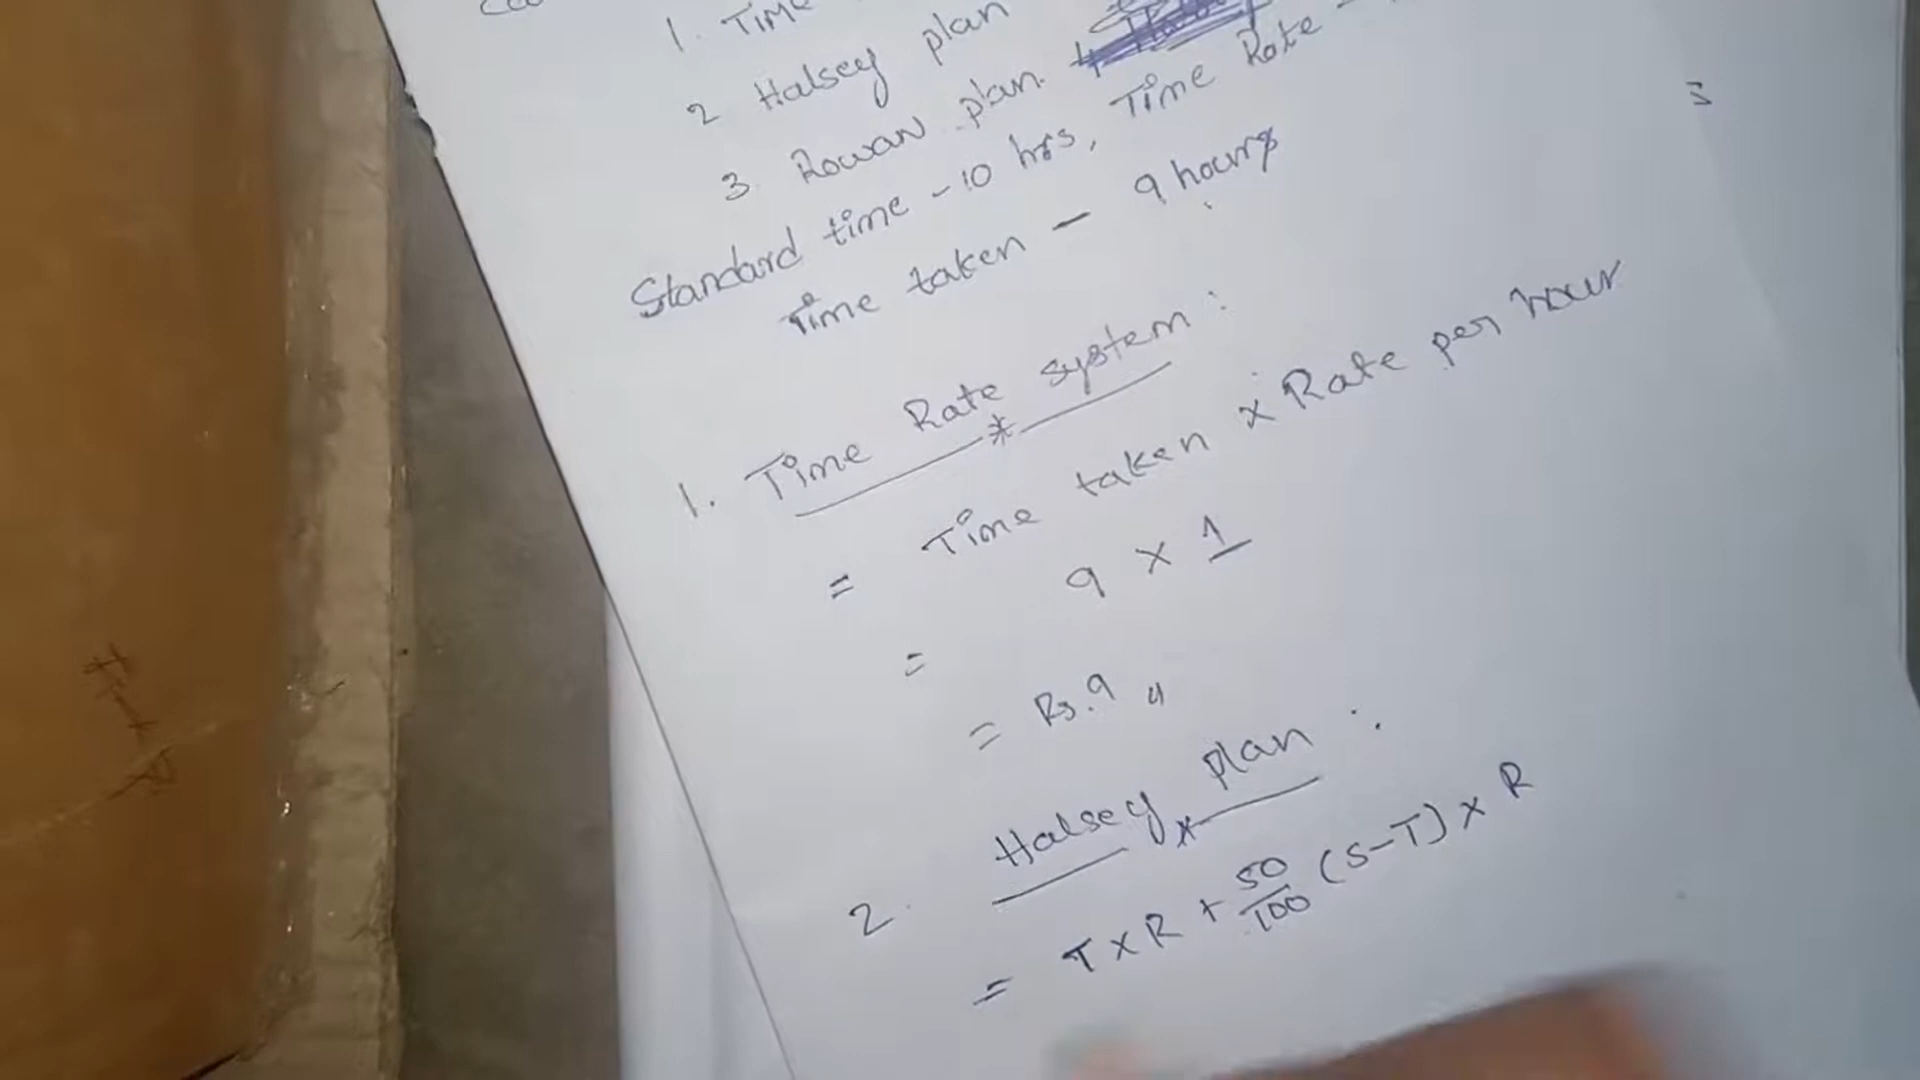 1. Time
2 Halsey plan
3. Rowan plan.
Standard time - 10 hrs, Time Rate -
Time taken - 9 hours
1. Time Rate system :
= Time taken x Rate per hour
= 9 x 1
= Rs. 9
2. Halsey plan :
= T x R + 50/100 (S-T) x R